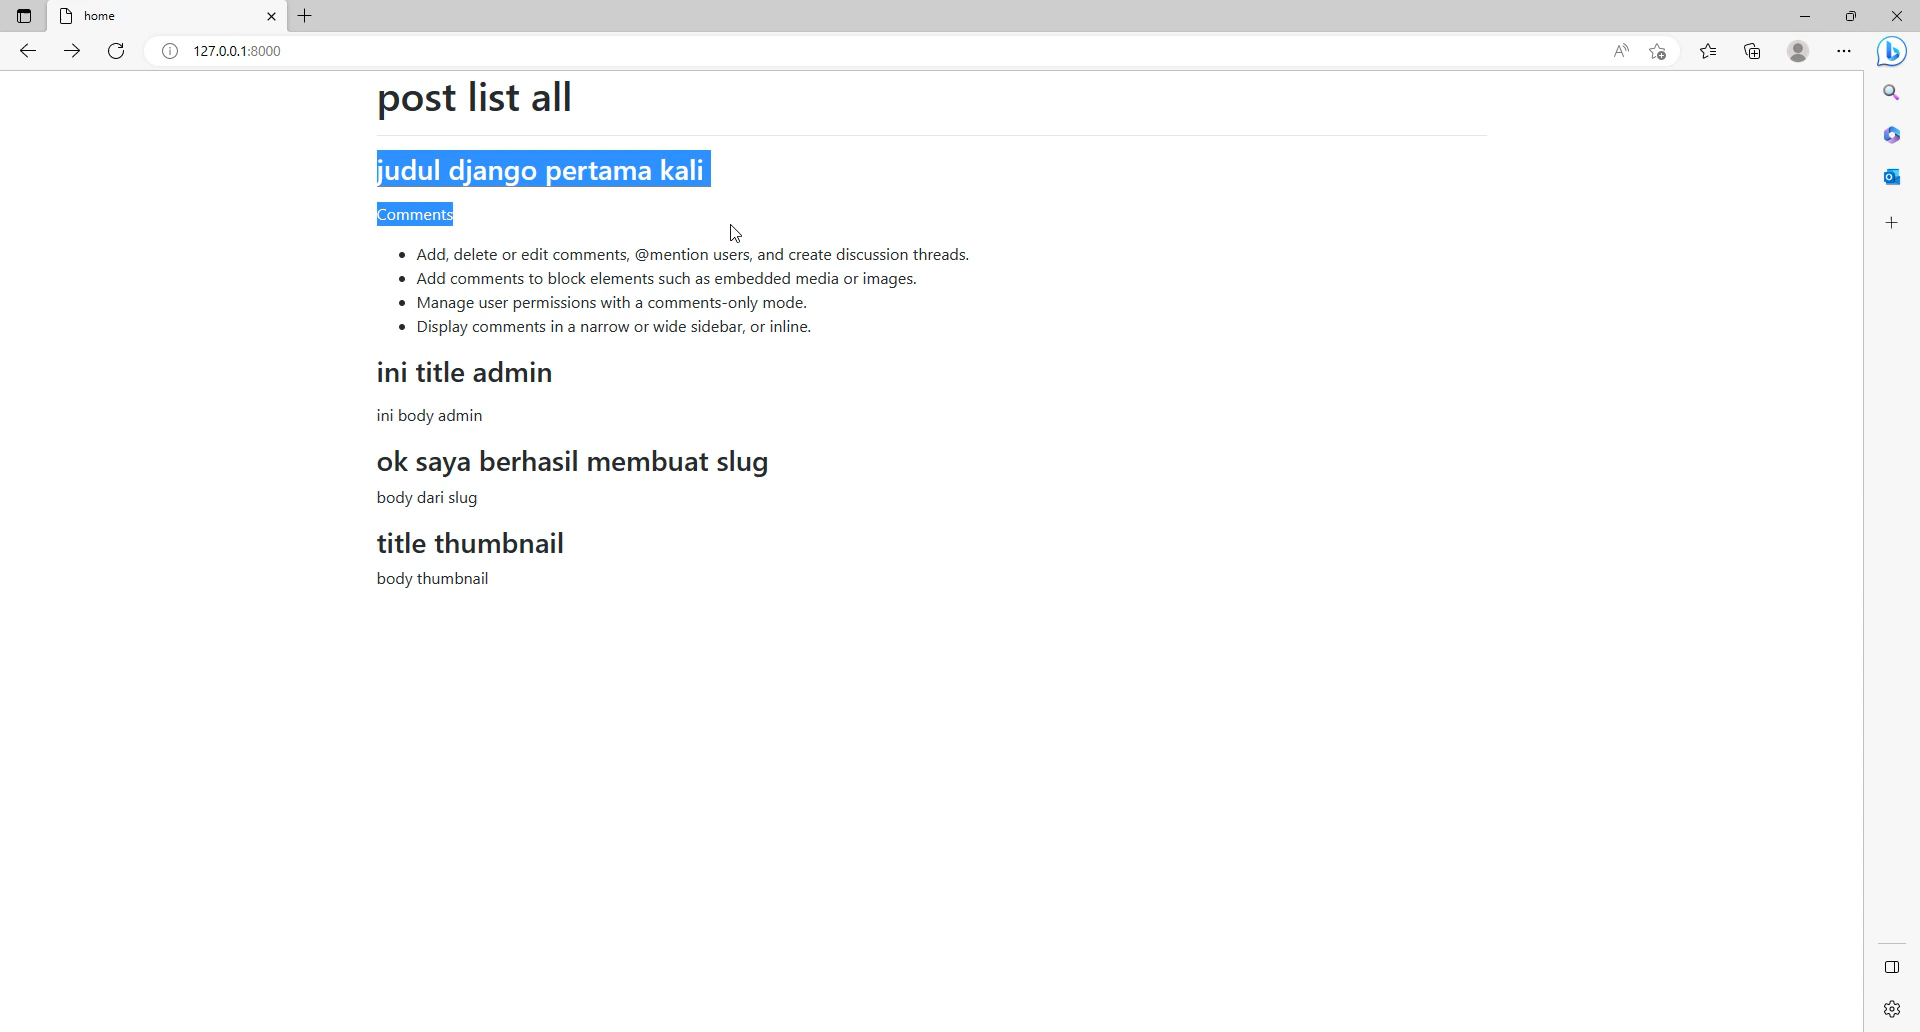 home
127.0.0.1:8000
post list all
judul django pertama kali
Comments
Add, delete or edit comments, @mention users, and create discussion threads.
Add comments to block elements such as embedded media or images.
Manage user permissions with a comments-only mode.
Display comments in a narrow or wide sidebar, or inline.
ini title admin
ini body admin
ok saya berhasil membuat slug
body dari slug
title thumbnail
body thumbnail